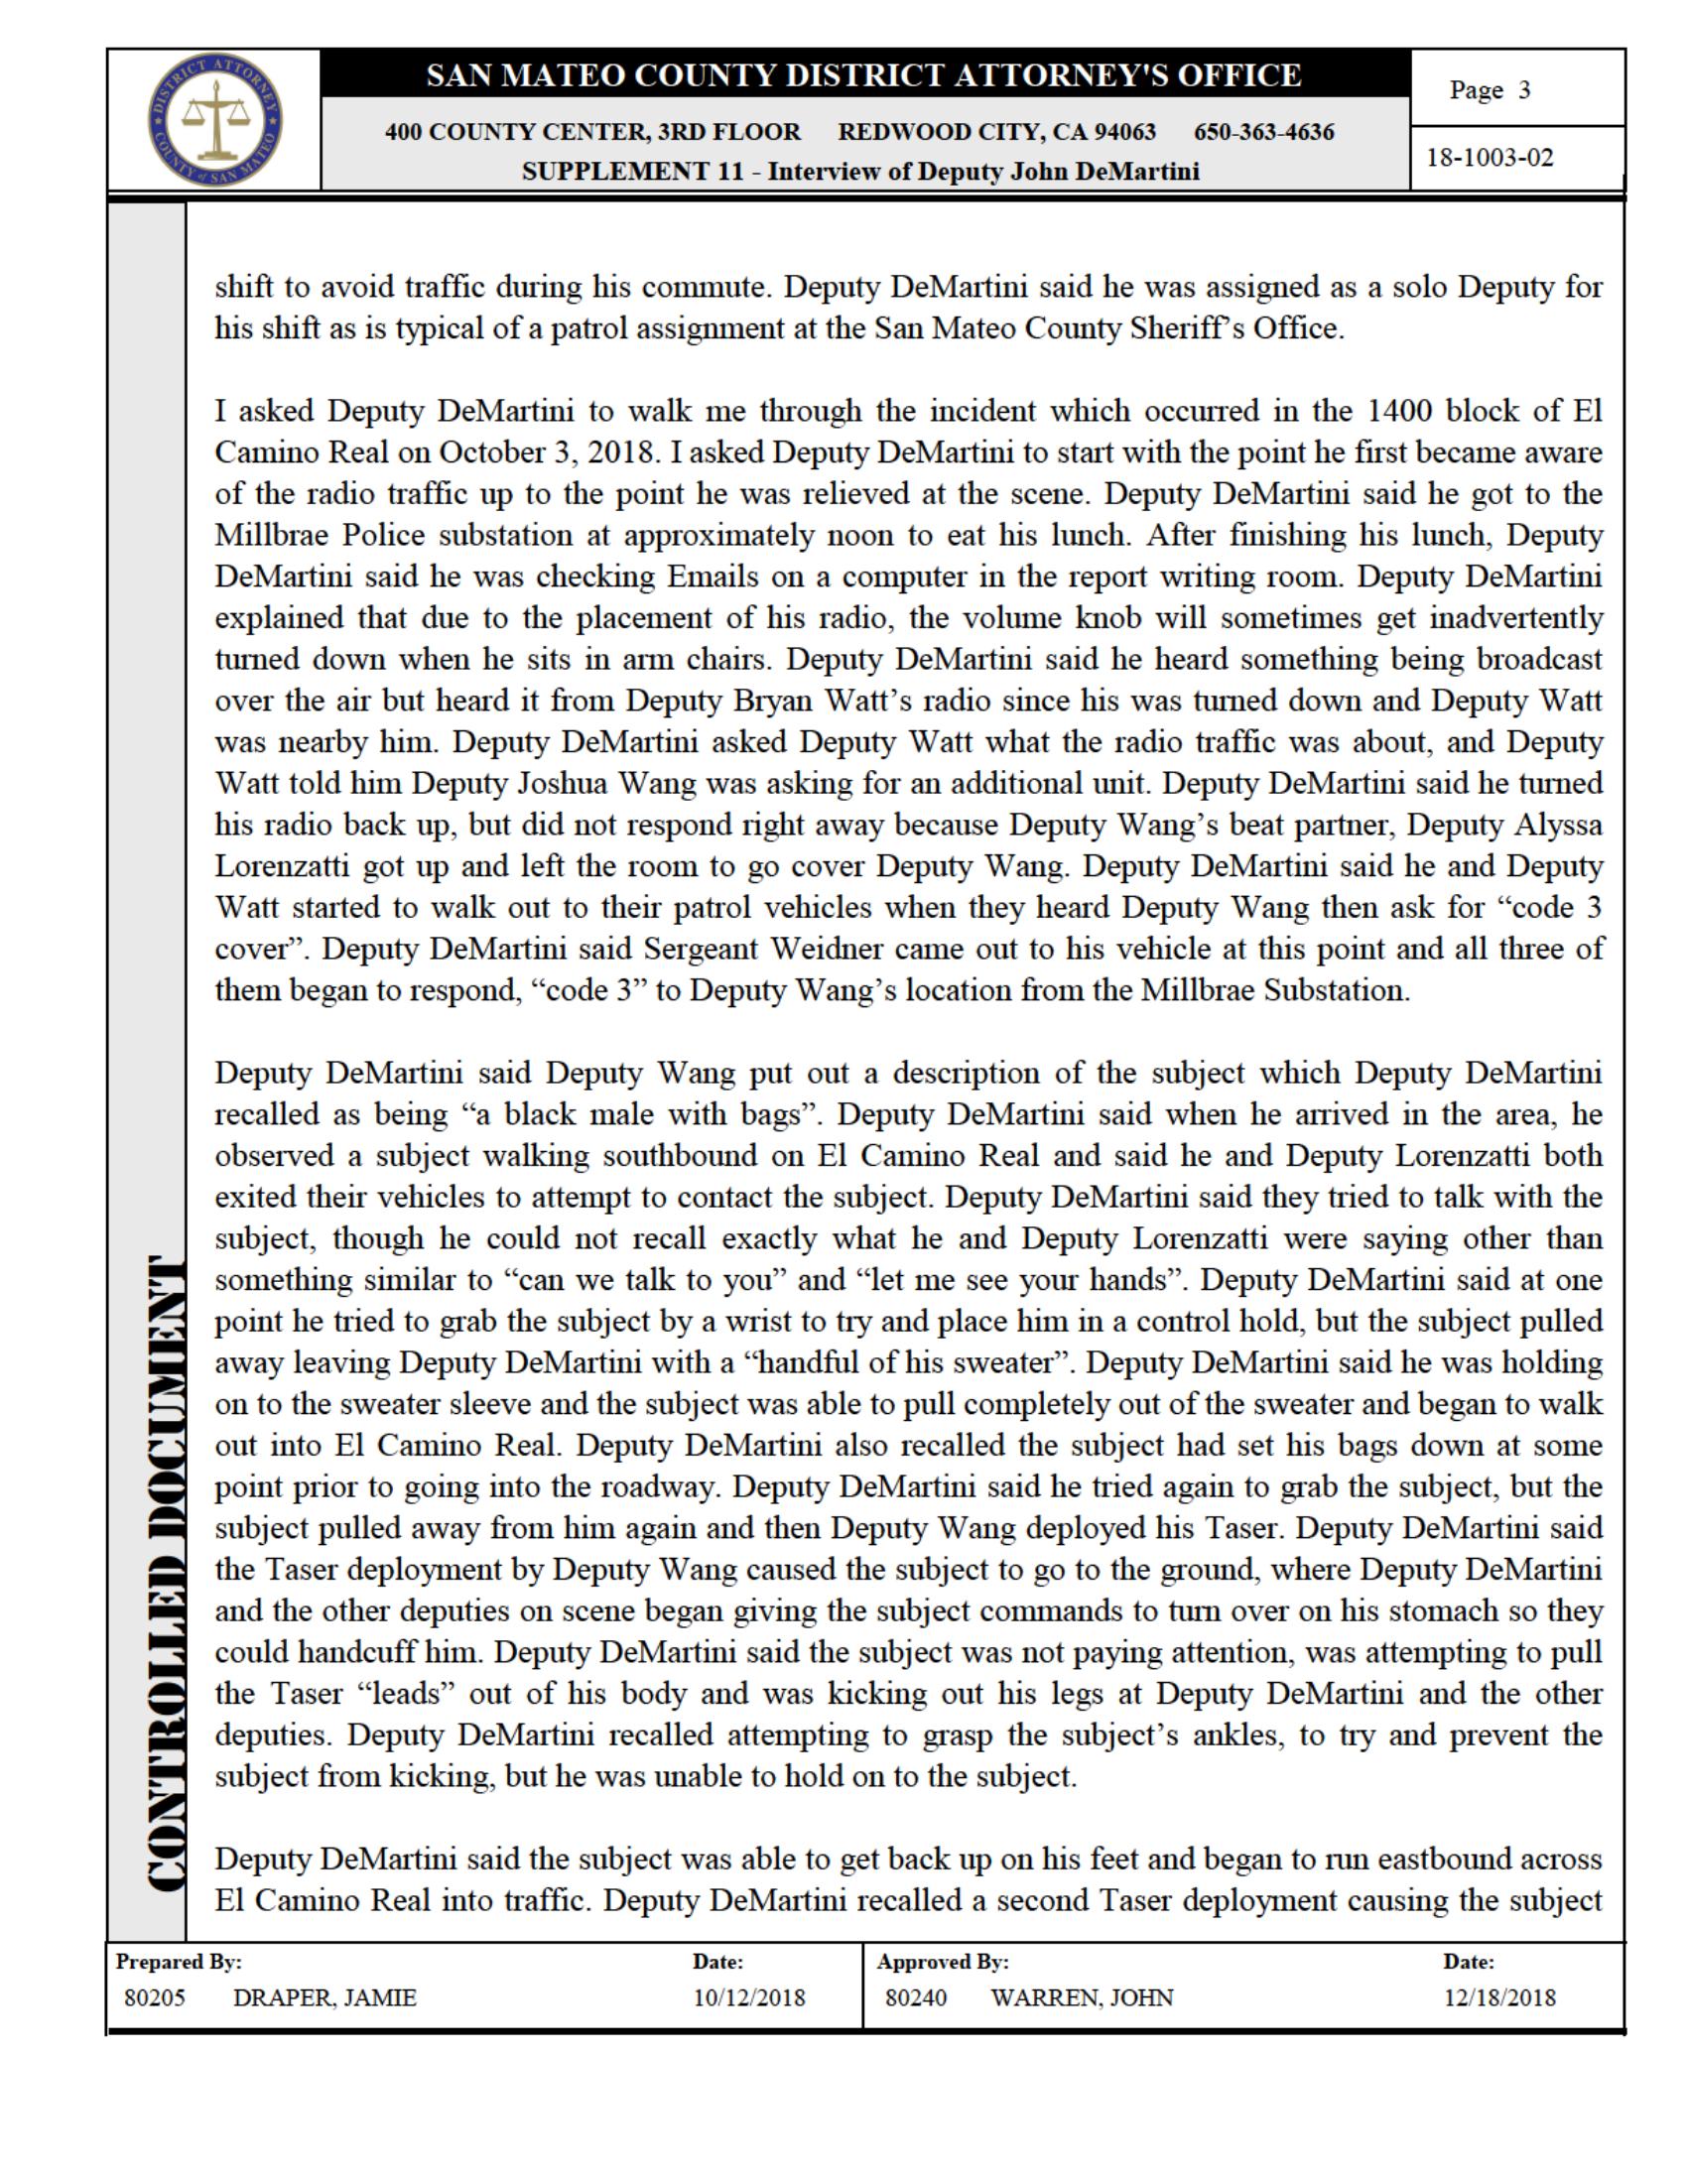 DISTRICT ATTORNEY
COUNTY of SAN MATEO
SAN MATEO COUNTY DISTRICT ATTORNEY'S OFFICE
400 COUNTY CENTER, 3RD FLOOR REDWOOD CITY, CA 94063 650-363-4636
SUPPLEMENT 11 - Interview of Deputy John DeMartini
Page 3
18-1003-02
shift to avoid traffic during his commute. Deputy DeMartini said he was assigned as a solo Deputy for
his shift as is typical of a patrol assignment at the San Mateo County Sheriff's Office.
I asked Deputy DeMartini to walk me through the incident which occurred in the 1400 block of El
Camino Real on October 3, 2018. I asked Deputy DeMartini to start with the point he first became aware
of the radio traffic up to the point he was relieved at the scene. Deputy DeMartini said he got to the
Millbrae Police substation at approximately noon to eat his lunch. After finishing his lunch, Deputy
DeMartini said he was checking Emails on a computer in the report writing room. Deputy DeMartini
explained that due to the placement of his radio, the volume knob will sometimes get inadvertently
turned down when he sits in arm chairs. Deputy DeMartini said he heard something being broadcast
over the air but heard it from Deputy Bryan Watt's radio since his was turned down and Deputy Watt
was nearby him. Deputy DeMartini asked Deputy Watt what the radio traffic was about, and Deputy
Watt told him Deputy Joshua Wang was asking for an additional unit. Deputy DeMartini said he turned
his radio back up, but did not respond right away because Deputy Wang's beat partner, Deputy Alyssa
Lorenzatti got up and left the room to go cover Deputy Wang. Deputy DeMartini said he and Deputy
Watt started to walk out to their patrol vehicles when they heard Deputy Wang then ask for “code 3
cover”. Deputy DeMartini said Sergeant Weidner came out to his vehicle at this point and all three of
them began to respond, “code 3” to Deputy Wang's location from the Millbrae Substation.
Deputy DeMartini said Deputy Wang put out a description of the subject which Deputy DeMartini
recalled as being “a black male with bags”. Deputy DeMartini said when he arrived in the area, he
observed a subject walking southbound on El Camino Real and said he and Deputy Lorenzatti both
exited their vehicles to attempt to contact the subject. Deputy DeMartini said they tried to talk with the
subject, though he could not recall exactly what he and Deputy Lorenzatti were saying other than
something similar to “can we talk to you” and “let me see your hands”. Deputy DeMartini said at one
point he tried to grab the subject by a wrist to try and place him in a control hold, but the subject pulled
away leaving Deputy DeMartini with a “handful of his sweater”. Deputy DeMartini said he was holding
on to the sweater sleeve and the subject was able to pull completely out of the sweater and began to walk
out into El Camino Real. Deputy DeMartini also recalled the subject had set his bags down at some
point prior to going into the roadway. Deputy DeMartini said he tried again to grab the subject, but the
subject pulled away from him again and then Deputy Wang deployed his Taser. Deputy DeMartini said
the Taser deployment by Deputy Wang caused the subject to go to the ground, where Deputy DeMartini
and the other deputies on scene began giving the subject commands to turn over on his stomach so they
could handcuff him. Deputy DeMartini said the subject was not paying attention, was attempting to pull
the Taser “leads” out of his body and was kicking out his legs at Deputy DeMartini and the other
deputies. Deputy DeMartini recalled attempting to grasp the subject's ankles, to try and prevent the
subject from kicking, but he was unable to hold on to the subject.
Deputy DeMartini said the subject was able to get back up on his feet and began to run eastbound across
El Camino Real into traffic. Deputy DeMartini recalled a second Taser deployment causing the subject
CONTROLLED DOCUMENT
Prepared By: Date: Approved By: Date:
80205 DRAPER, JAMIE 10/12/2018 80240 WARREN, JOHN 12/18/2018